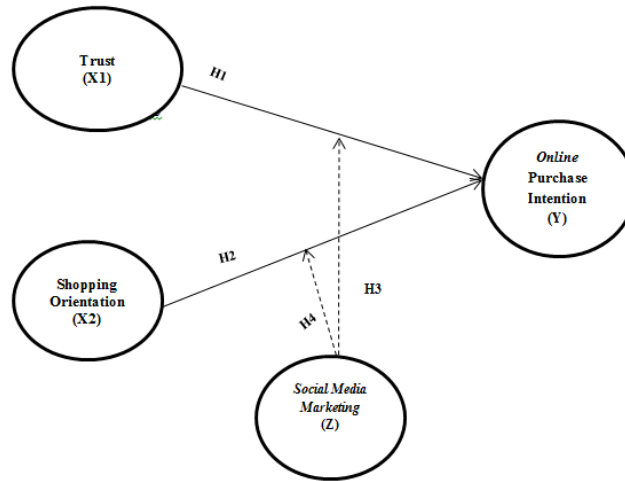 Trust
(X1)
H1
Online
Purchase
Intention
(Y)
H2
Shopping
Orientation
(X2)
H3
H4
Social Media
Marketing
(Z)